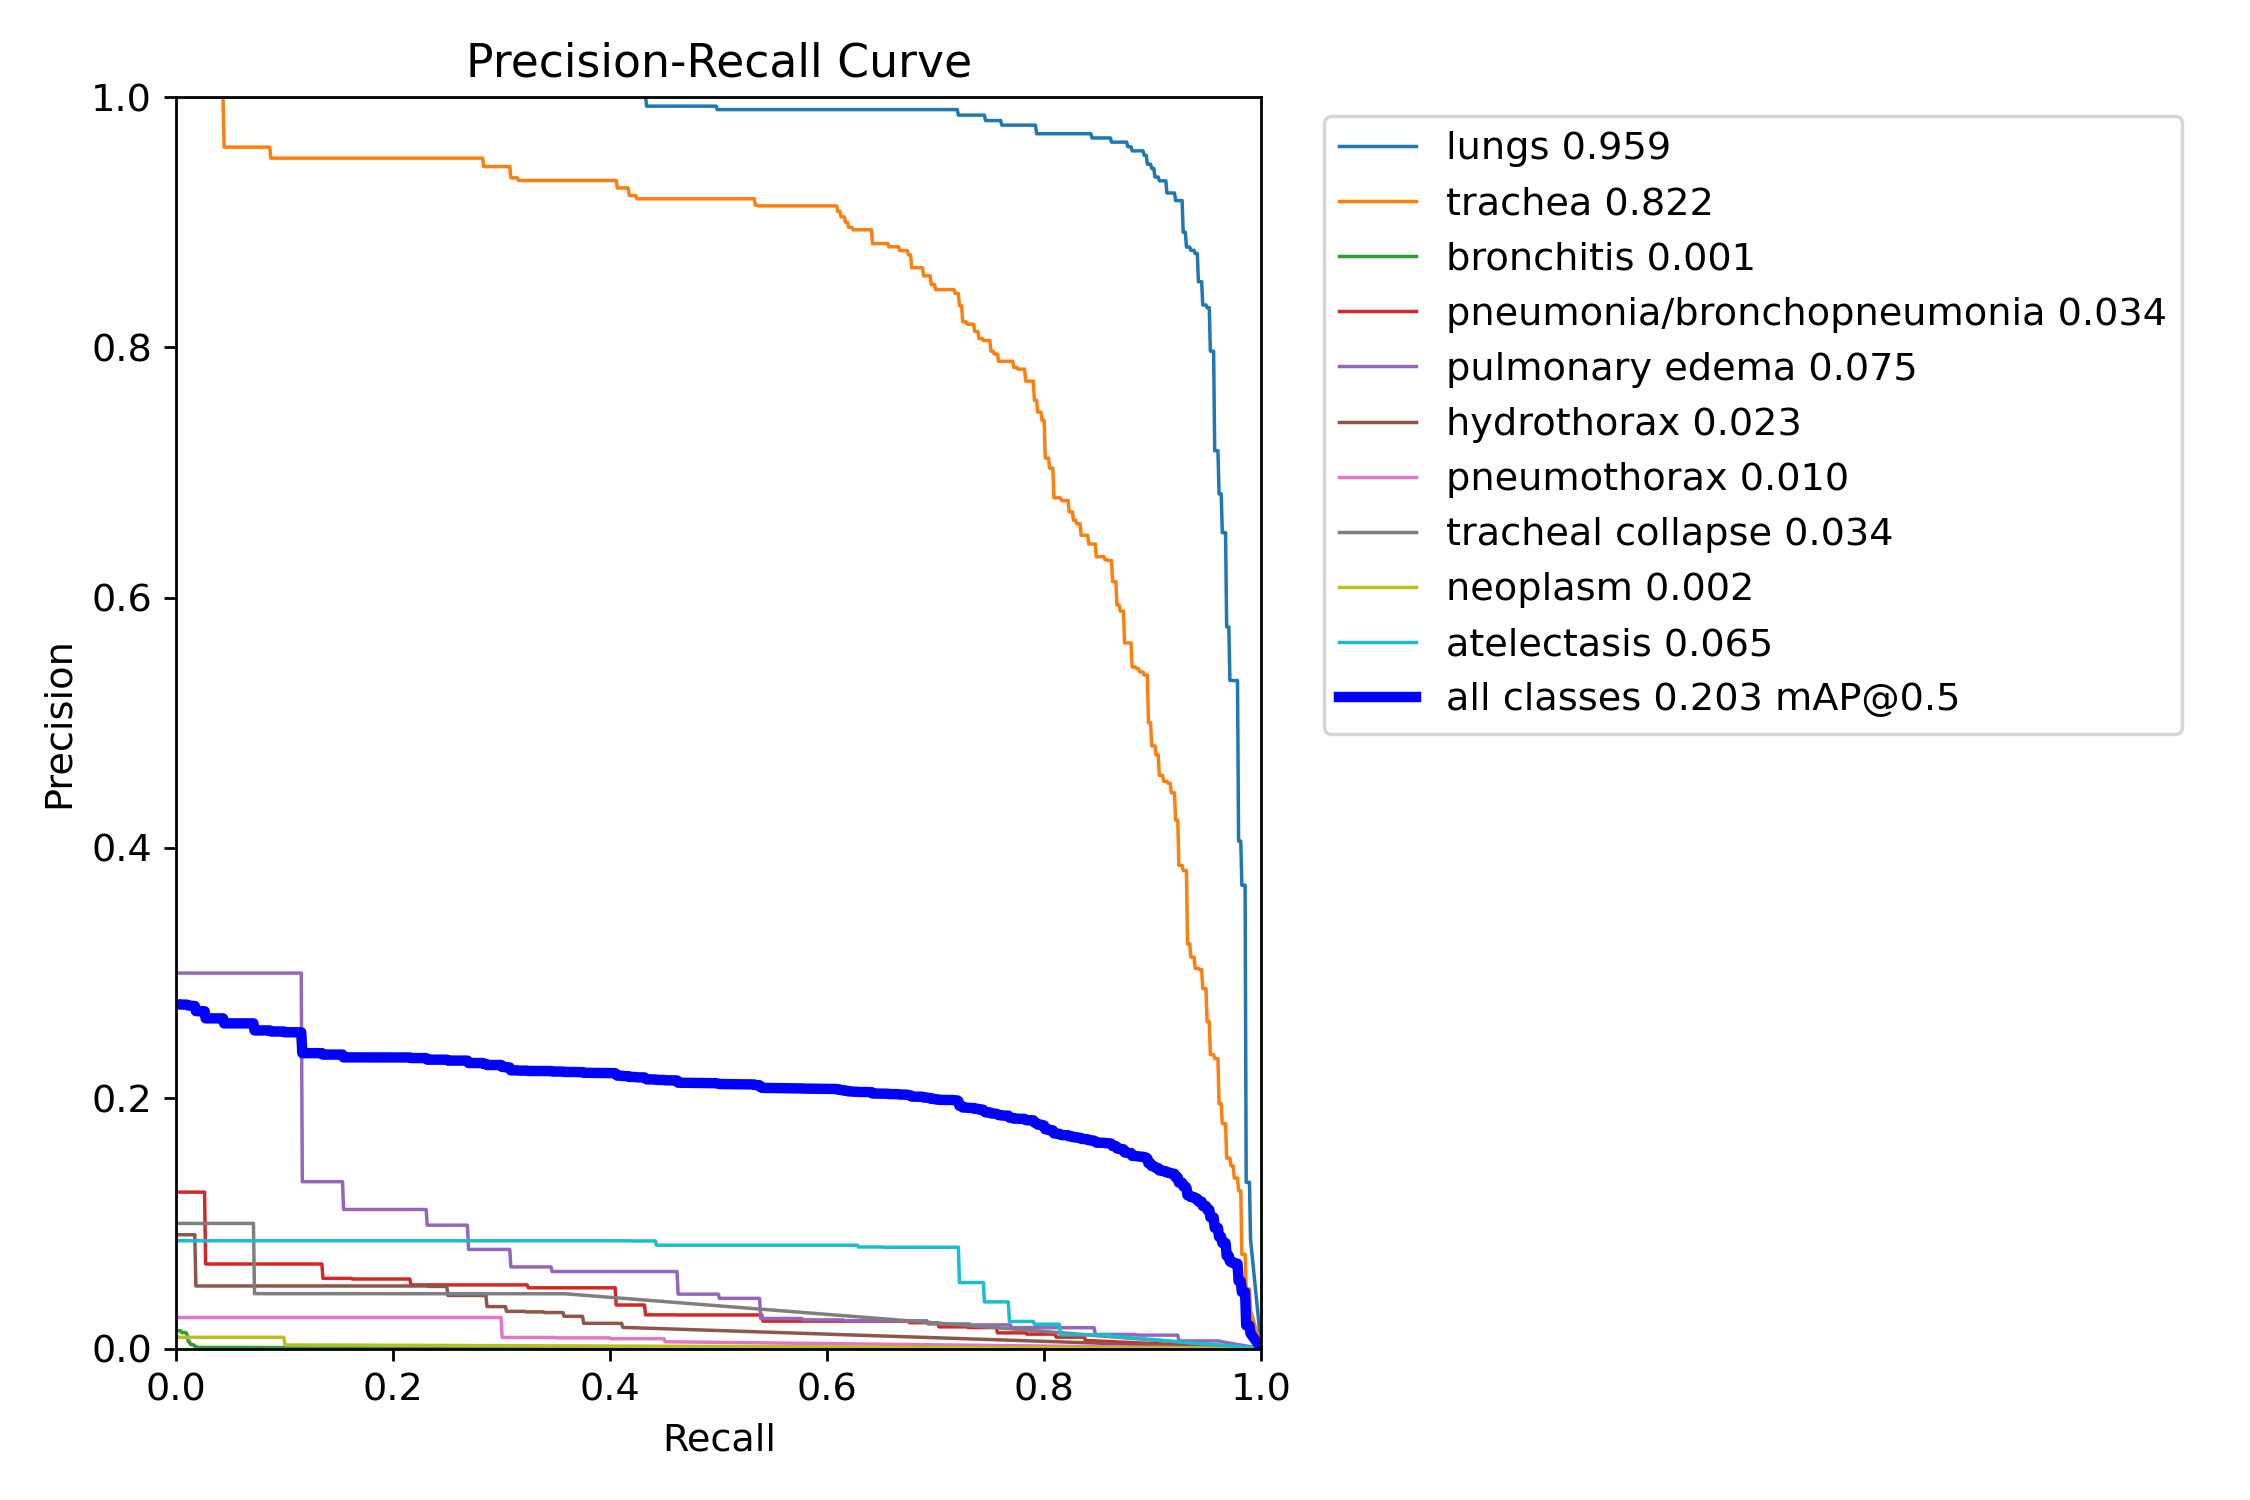 Precision-Recall Curve
1.0
0.8
0.6
0.4
0.2
0.0
Precision
0.0 0.2 0.4 0.6 0.8 1.0
Recall
lungs 0.959
trachea 0.822
bronchitis 0.001
pneumonia/bronchopneumonia 0.034
pulmonary edema 0.075
hydrothorax 0.023
pneumothorax 0.010
tracheal collapse 0.034
neoplasm 0.002
atelectasis 0.065
all classes 0.203 mAP@0.5